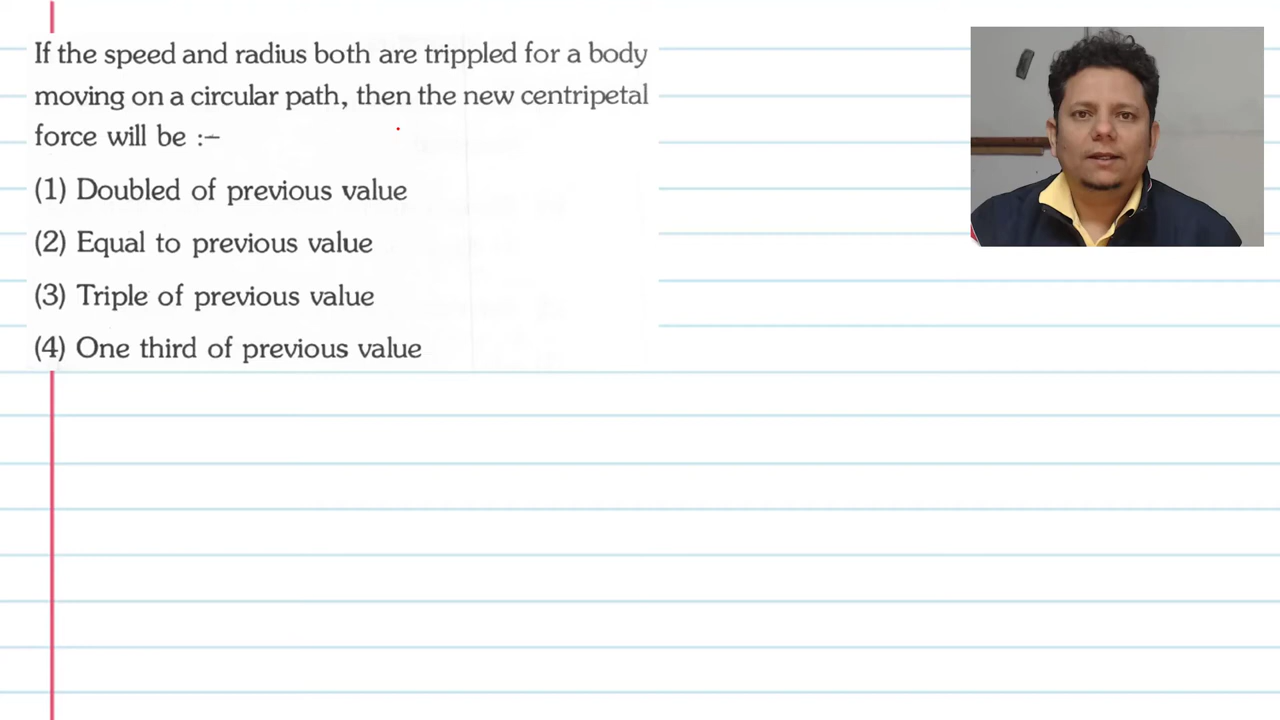 If the speed and radius both are trippled for a body
moving on a circular path, then the new centripetal
force will be :–
(1) Doubled of previous value
(2) Equal to previous value
(3) Triple of previous value
(4) One third of previous value